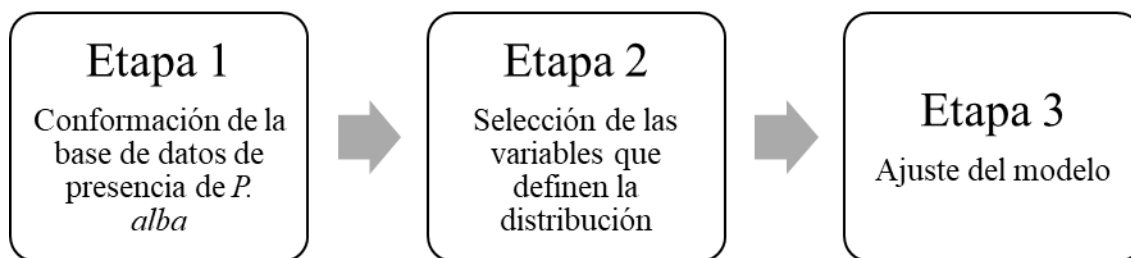 Etapa 1
Conformación de la
base de datos de
presencia de P.
alba
Etapa 2
Selección de las
variables que
definen la
distribución
Etapa 3
Ajuste del modelo